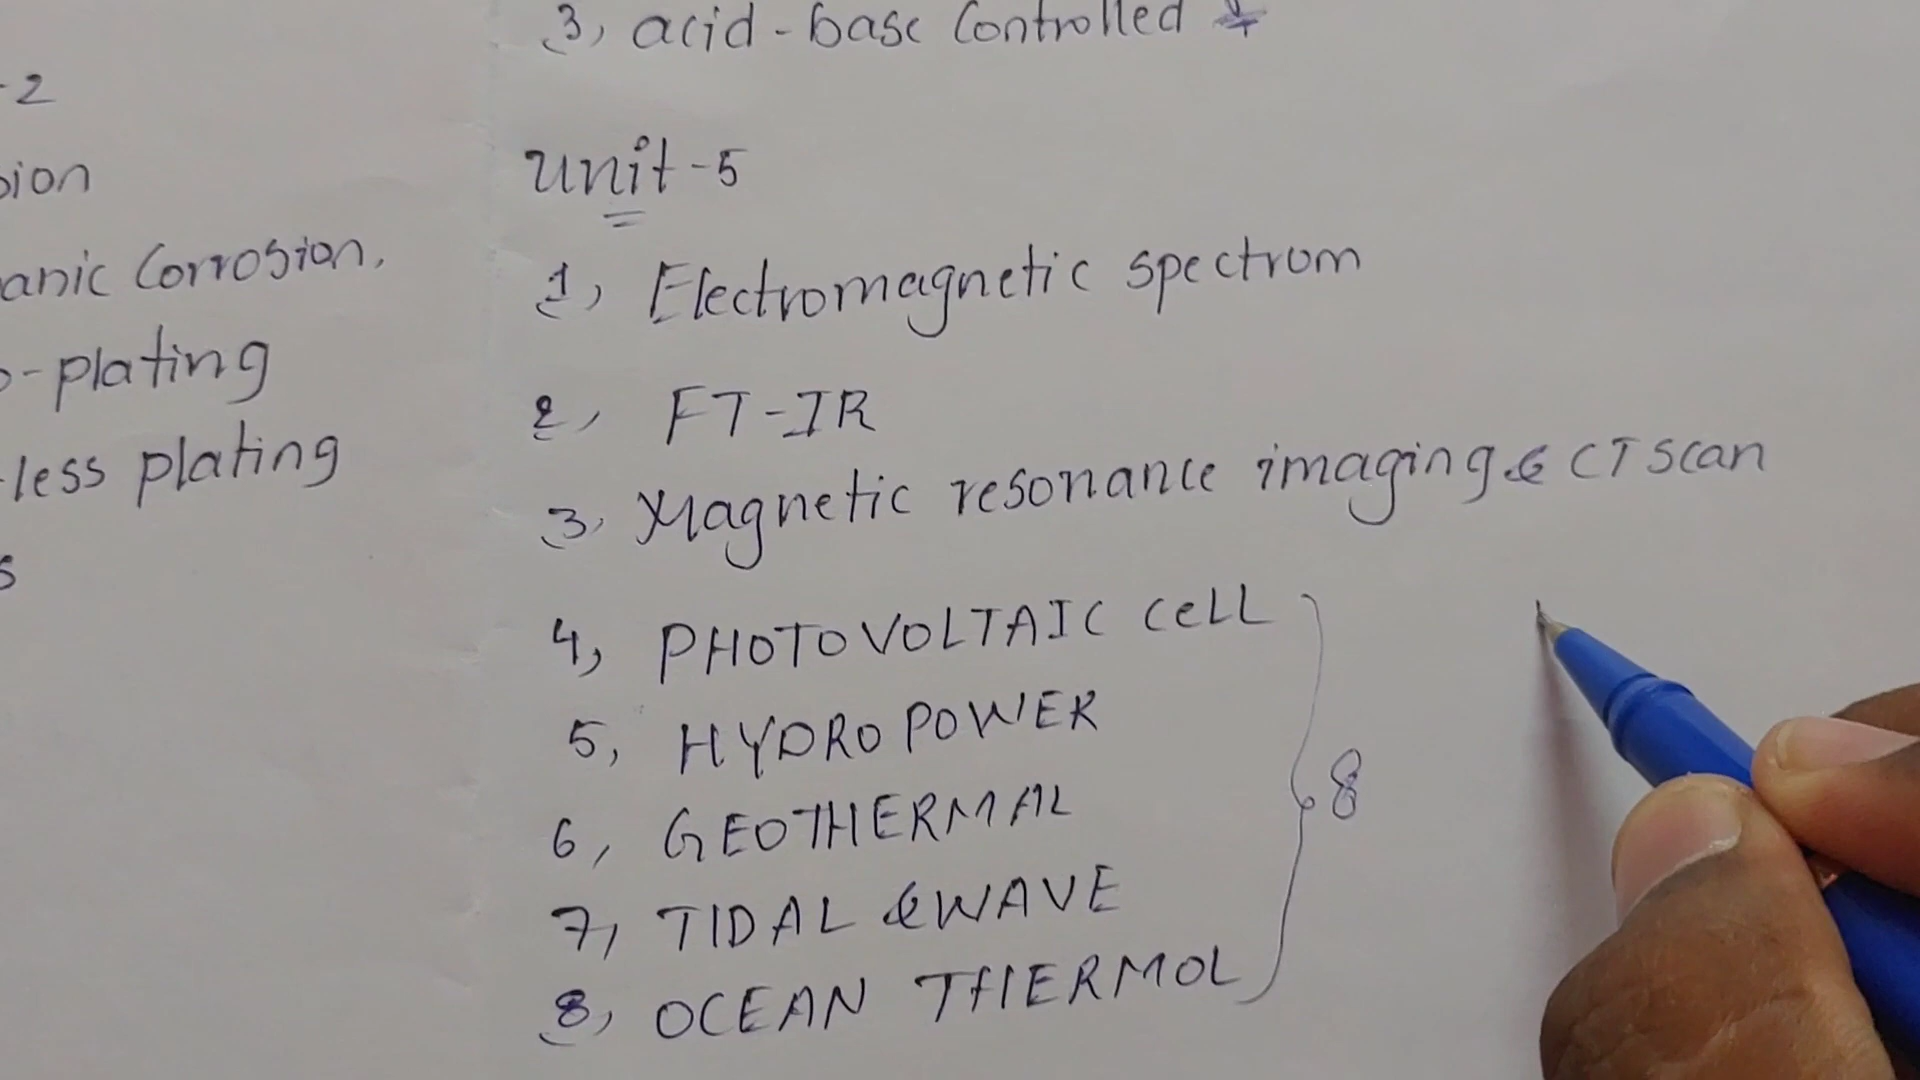 -2
sion
anic Corrosion,
o-plating
-less plating
s
3, acid-base Controlled
Unit-5
1, Electromagnetic spectrum
2, FT-IR
3, Magnetic resonance imaging & CT Scan
4, PHOTOVOLTAIC CeLL
5, HYDRO POWER
6, GEOTHERMAL
7, TIDAL & WAVE
8, OCEAN THERMOL
8